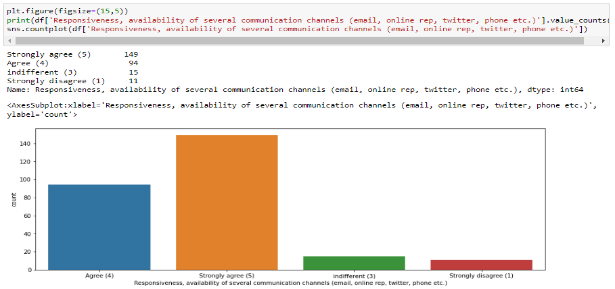 plt.figure(figsize=(15,5))
print(df['Responsiveness, availability of several communication channels (email, online rep, twitter, phone etc.)'].value_counts(
sns.countplot(df['Responsiveness, availability of several communication channels (email, online rep, twitter, phone etc.)'])
Strongly agree (5) 149
Agree (4) 94
indifferent (3) 15
Strongly disagree (1) 11
Name: Responsiveness, availability of several communication channels (email, online rep, twitter, phone etc.), dtype: int64
<AxesSubplot:xlabel='Responsiveness, availability of several communication channels (email, online rep, twitter, phone etc.)',
ylabel='count'>
140
120
100
80
60
40
20
0
count
Agree (4) Strongly agree (5) indifferent (3) Strongly disagree (1)
Responsiveness, availability of several communication channels (email, online rep, twitter, phone etc.)